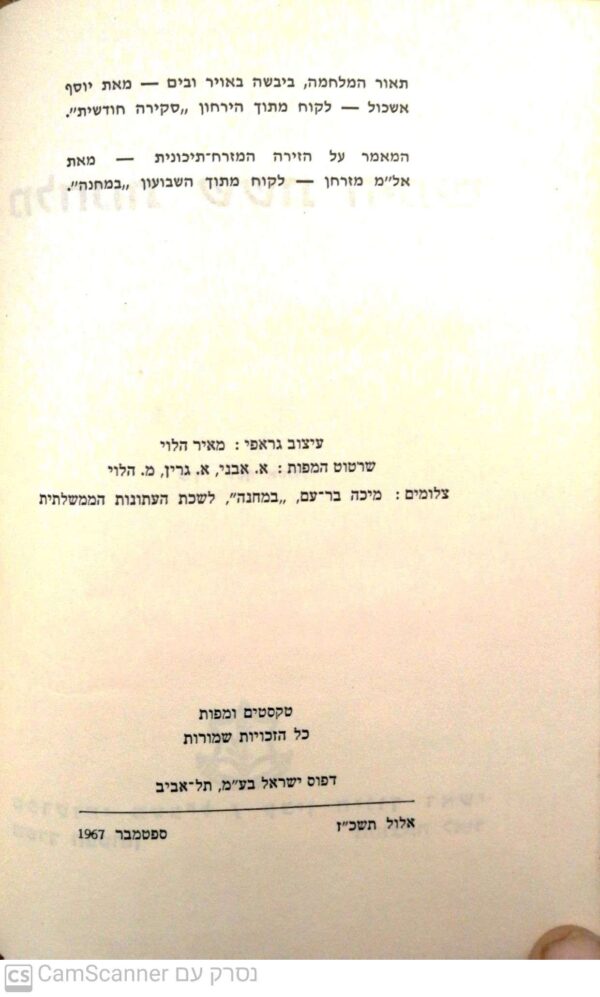 תאור המלחמה, ביבשה באויר ובים — מאת יוסף
אשכול — לקוח מתוך הירחון „סקירה חודשית”.
המאמר על הזירה המזרח־תיכונית — מאת
אל״מ מזרחן — לקוח מתוך השבועון „במחנה”.
עיצוב גראפי : מאיר הלוי
שרטוט המפות : א. אבני, א. גרין, מ. הלוי
צלומים : מיכה בר־עם, „במחנה”, לשכת העתונות הממשלתית
טקסטים ומפות
כל הזכויות שמורות
דפוס ישראל בע״מ, תל־אביב
אלול תשכ״ז ספטמבר 1967
CS CamScanner נסרק עם